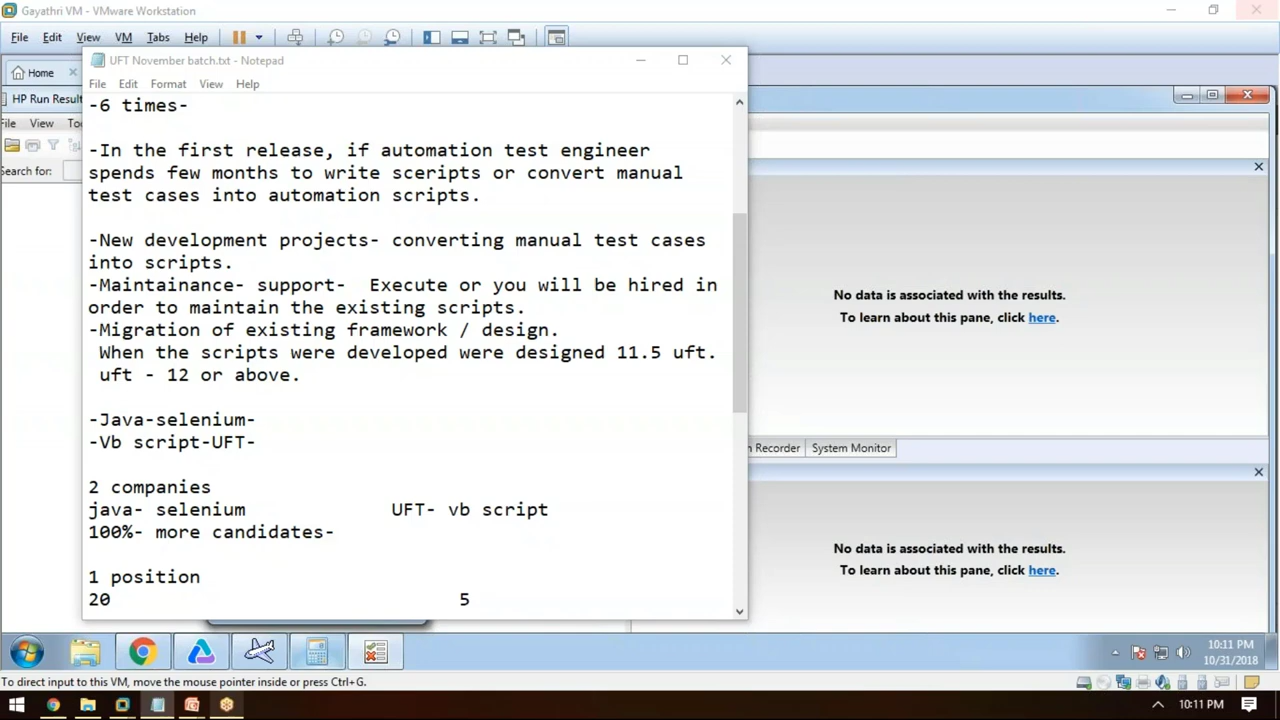 Gayathri VM - VMware Workstation
File Edit View VM Tabs Help
Home
UFT November batch.txt - Notepad
HP Run Resul
File Edit Format View Help
File View To
Search for:
-6 times-
-In the first release, if automation test engineer
spends few months to write sceripts or convert manual
test cases into automation scripts.
-New development projects- converting manual test cases
into scripts.
-Maintainance- support- Execute or you will be hired in
order to maintain the existing scripts.
-Migration of existing framework / design.
When the scripts were developed were designed 11.5 uft.
uft - 12 or above.
-Java-selenium-
-Vb script-UFT-
2 companies
java- selenium UFT- vb script
100%- more candidates-
1 position
20 5
No data is associated with the results.
To learn about this pane, click here.
n Recorder System Monitor
No data is associated with the results.
To learn about this pane, click here.
10:11 PM
10/31/2018
To direct input to this VM, move the mouse pointer inside or press Ctrl+G.
10:11 PM